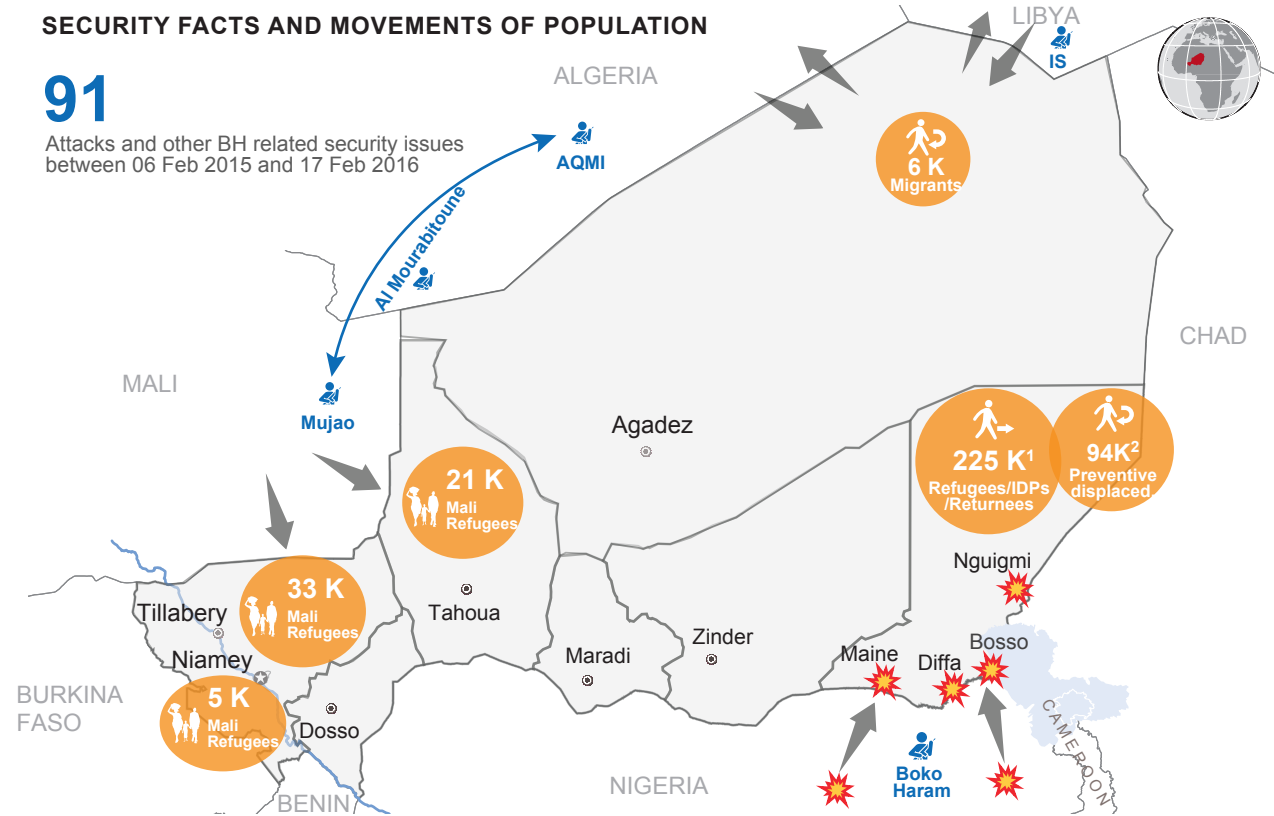 SECURITY FACTS AND MOVEMENTS OF POPULATION
91
Attacks and other BH related security issues
between 06 Feb 2015 and 17 Feb 2016
ALGERIA
LIBYA
IS
AQMI
Al Mourabitoune
6 K
Migrants
CHAD
MALI
Mujao
Agadez
225 K¹
Refugees/IDPs
/Returnees
94K²
Preventive
displaced
21 K
Mali
Refugees
Nguigmi
33 K
Mali
Refugees
Tillabery
Tahoua
Niamey
Maradi
Zinder
Maine
Diffa
Bosso
5 K
Mali
Refugees
BURKINA
FASO
Dosso
CAMEROON
Boko
Haram
NIGERIA
BENIN